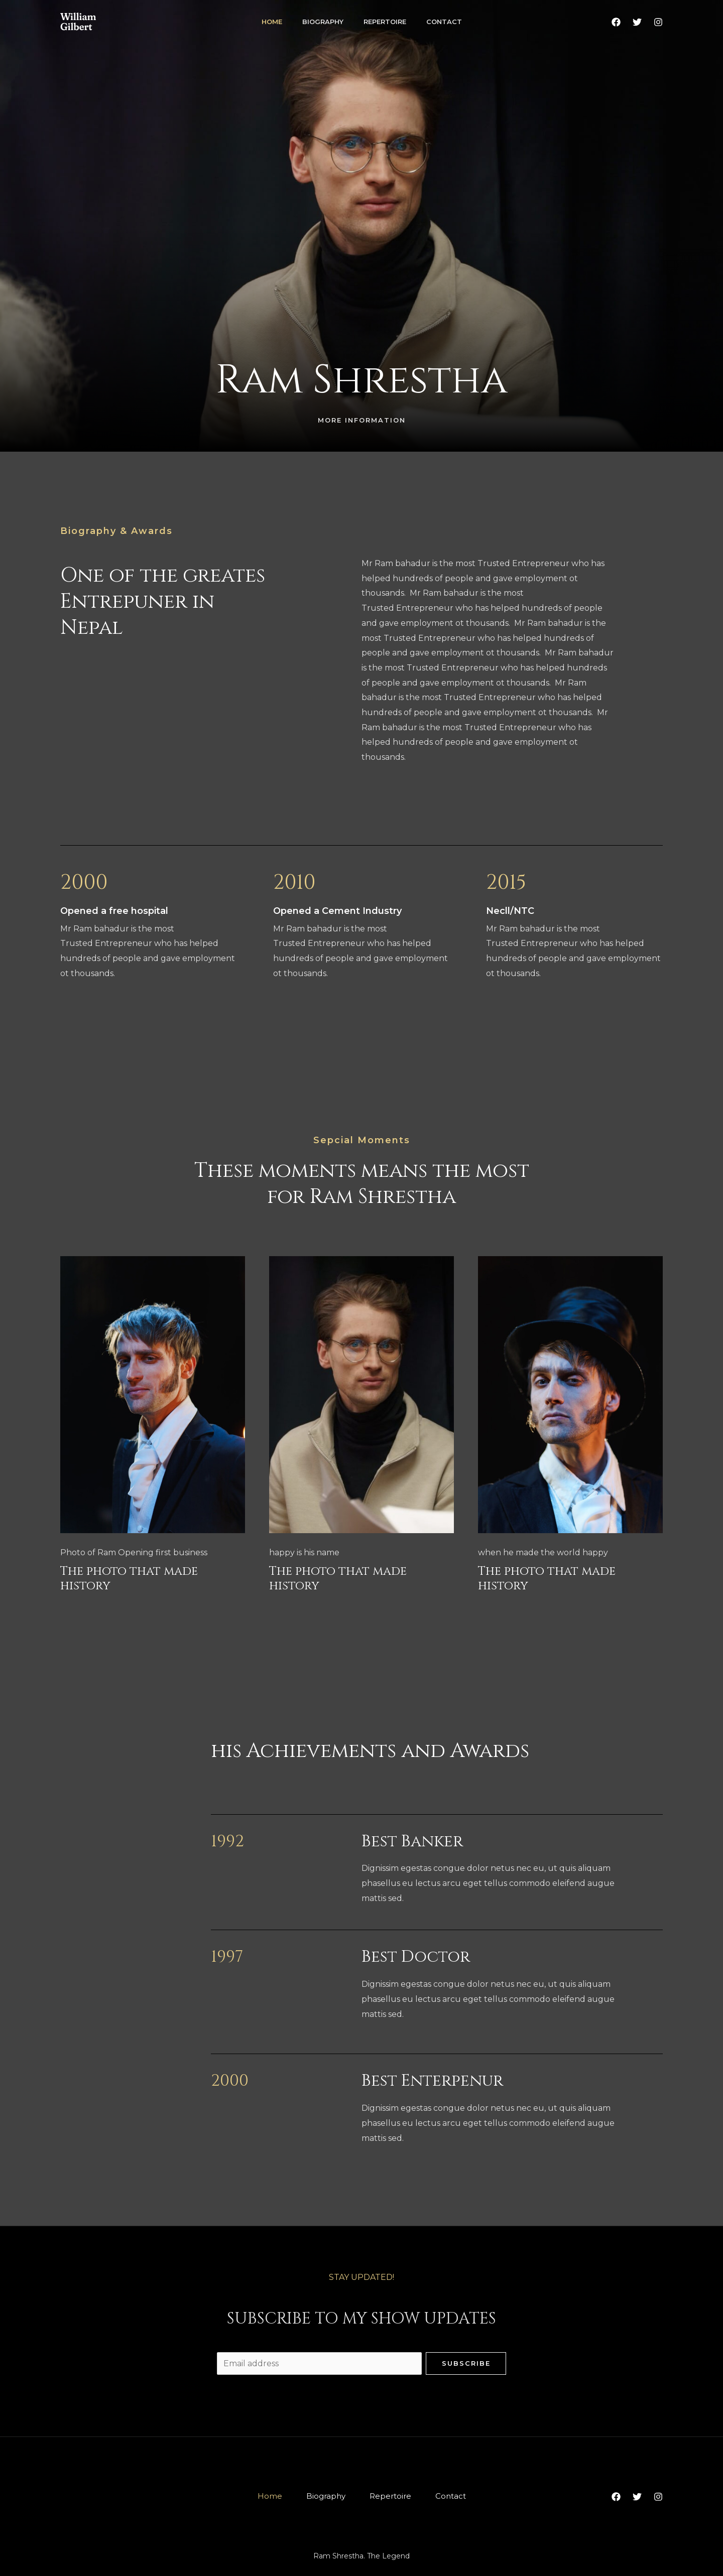 William
Gilbert
HOME BIOGRAPHY REPERTOIRE CONTACT
Ram Shrestha
MORE INFORMATION
Biography & Awards
One of the greates
Entrepuner in
Nepal
Mr Ram bahadur is the most Trusted Entrepreneur who has
helped hundreds of people and gave employment ot
thousands.  Mr Ram bahadur is the most
Trusted Entrepreneur who has helped hundreds of people
and gave employment ot thousands.  Mr Ram bahadur is the
most Trusted Entrepreneur who has helped hundreds of
people and gave employment ot thousands.  Mr Ram bahadur
is the most Trusted Entrepreneur who has helped hundreds
of people and gave employment ot thousands.  Mr Ram
bahadur is the most Trusted Entrepreneur who has helped
hundreds of people and gave employment ot thousands.  Mr
Ram bahadur is the most Trusted Entrepreneur who has
helped hundreds of people and gave employment ot
thousands.
2000
Opened a free hospital
Mr Ram bahadur is the most
Trusted Entrepreneur who has helped
hundreds of people and gave employment
ot thousands.
2010
Opened a Cement Industry
Mr Ram bahadur is the most
Trusted Entrepreneur who has helped
hundreds of people and gave employment
ot thousands.
2015
Necll/NTC
Mr Ram bahadur is the most
Trusted Entrepreneur who has helped
hundreds of people and gave employment
ot thousands.
Sepcial Moments
These moments means the most
for Ram Shrestha
Photo of Ram Opening first business
The photo that made
history
happy is his name
The photo that made
history
when he made the world happy
The photo that made
history
his Achievements and Awards
1992
Best Banker
Dignissim egestas congue dolor netus nec eu, ut quis aliquam
phasellus eu lectus arcu eget tellus commodo eleifend augue
mattis sed.
1997
Best Doctor
Dignissim egestas congue dolor netus nec eu, ut quis aliquam
phasellus eu lectus arcu eget tellus commodo eleifend augue
mattis sed.
2000
Best Enterpenur
Dignissim egestas congue dolor netus nec eu, ut quis aliquam
phasellus eu lectus arcu eget tellus commodo eleifend augue
mattis sed.
STAY UPDATED!
SUBSCRIBE TO MY SHOW UPDATES
Email address
SUBSCRIBE
Home Biography Repertoire Contact
Ram Shrestha. The Legend